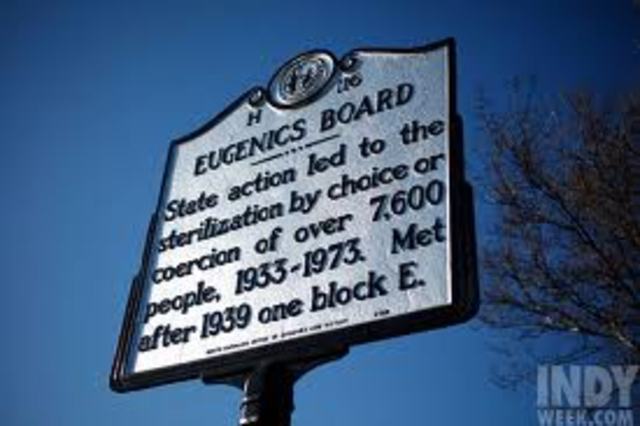 H 116
EUGENICS BOARD
State action led to the
sterilization by choice or
coercion of over 7,600
people, 1933-1973. Met
after 1939 one block E.
INDY
WEEK.COM